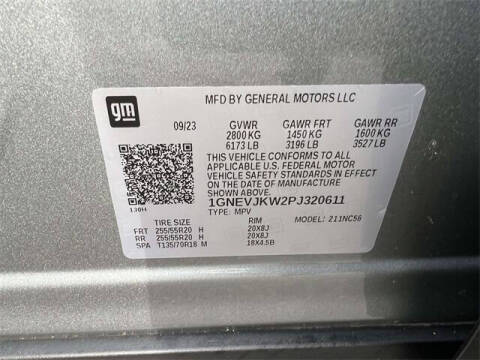 gm
MFD BY GENERAL MOTORS LLC
09/23 GVWR GAWR FRT GAWR RR
2800 KG 1450 KG 1600 KG
6173 LB 3196 LB 3527 LB
THIS VEHICLE CONFORMS TO ALL
APPLICABLE U.S. FEDERAL MOTOR
VEHICLE SAFETY STANDARDS IN EFFECT
ON THE DATE OF MANUFACTURE
SHOWN ABOVE.
1GNEVJKW2PJ320611
TYPE: MPV MODEL: 211NC56
TIRE SIZE RIM
FRT 255/55R20 H 20X8J
RR 255/55R20 H 20X8J
SPA T135/70R18 M 18X4.5B